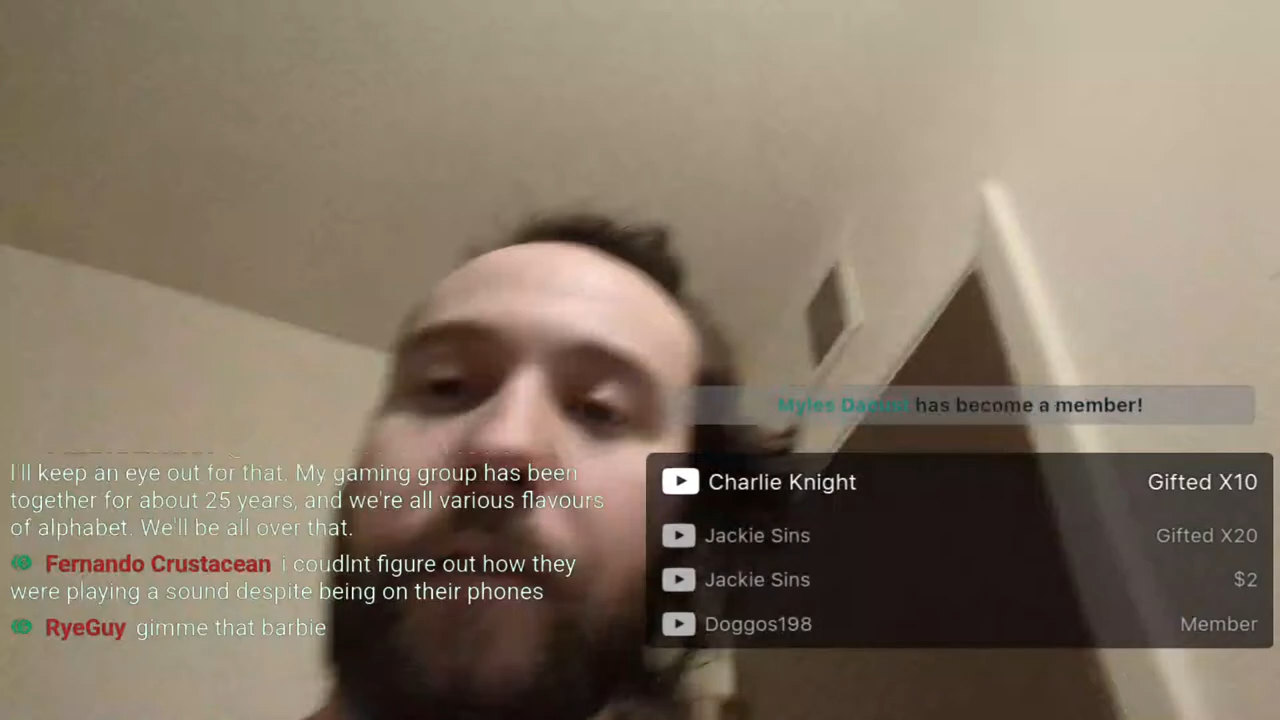 Myles has become a member!
I'll keep an eye out for that. My gaming group has been
together for about 25 years, and we're all various flavours
of alphabet. We'll be all over that.
Fernando Crustacean i coudlnt figure out how they
were playing a sound despite being on their phones
RyeGuy gimme that barbie
Charlie Knight Gifted X10
Jackie Sins Gifted X20
Jackie Sins $2
Doggos198 Member